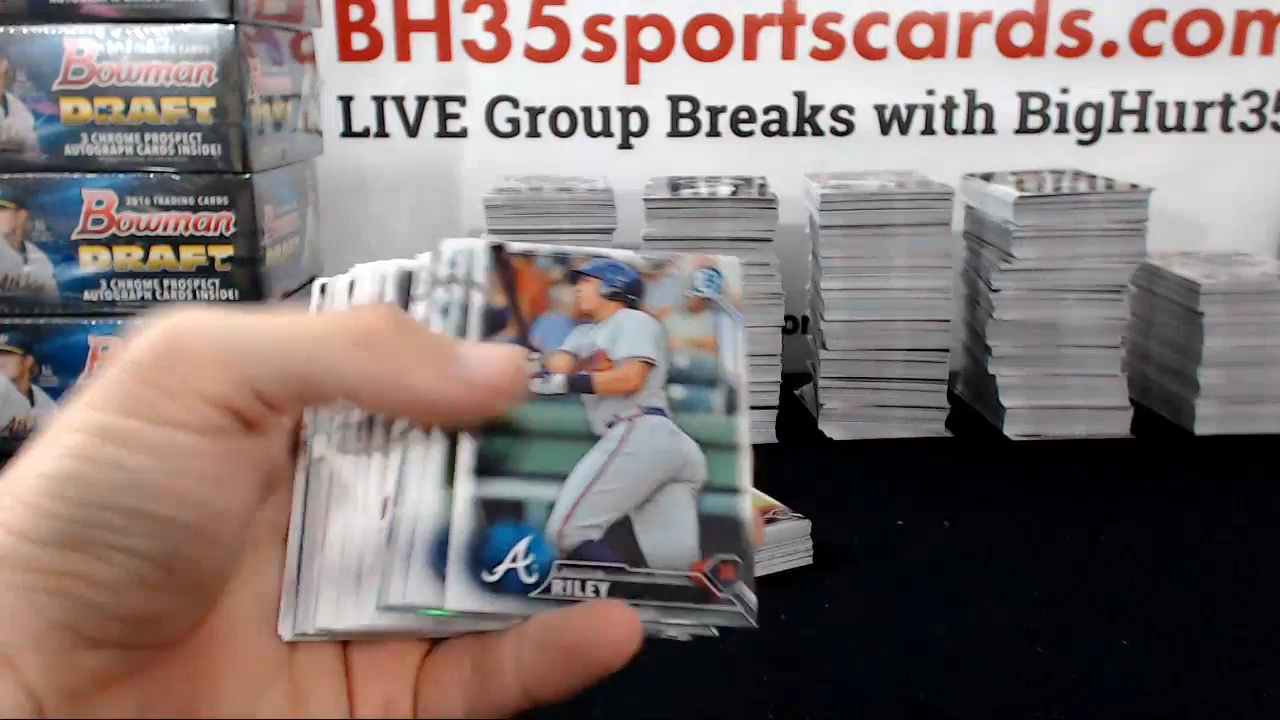 BH35sportscards.com
LIVE Group Breaks with BigHurt35
TRADING CARDS
Bowman
DRAFT
3 CHROME PROSPECT
AUTOGRAPH CARDS INSIDE!
2016 TRADING CARDS
Bowman
DRAFT
3 CHROME PROSPECT
AUTOGRAPH CARDS INSIDE!
A
RILEY